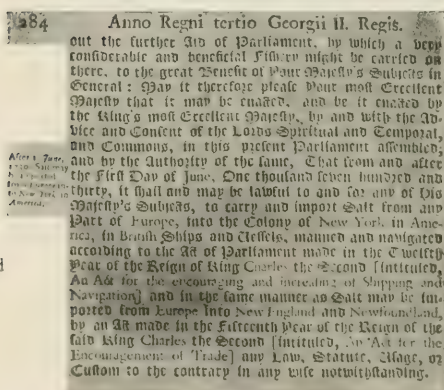 284 Anno Regni tertio Georgii II. Regis.
out the further Aid of Parliament, by which a very
considerable and beneficial Fishery might be carried on
there, to the great Benefit of Your Majesty's Subjects in
General: May it therefore please Your most Excellent
Majesty that it may be enacted, and be it enacted by
the King's most Excellent Majesty, by and with the Ad-
vice and Consent of the Lords Spiritual and Temporal,
and Commons, in this present Parliament assembled;
and by the Authority of the same, That from and after
the First Day of June, One thousand seven hundred and
thirty, it shall and may be lawful to and for any of His
Majesty's Subjects, to carry and import Salt from any
Part of Europe, into the Colony of New York in Ame-
rica, in British Ships and Vessels, manned and navigated
according to the Act of Parliament made in the Twelfth
Year of the Reign of King Charles the Second [intituled,
An Act for the encouraging and increasing of Shipping and
Navigation], and in the same manner as Salt may be im-
ported from Europe into New England and Newfoundland,
by an Act made in the Fifteenth Year of the Reign of the
said King Charles the Second [intituled, An Act for the
Encouragement of Trade] any Law, Statute, Usage, or
Custom to the contrary in any wise notwithstanding.
After 1 June,
1730. Salt may
be
from Europe in-
to New York in
America.